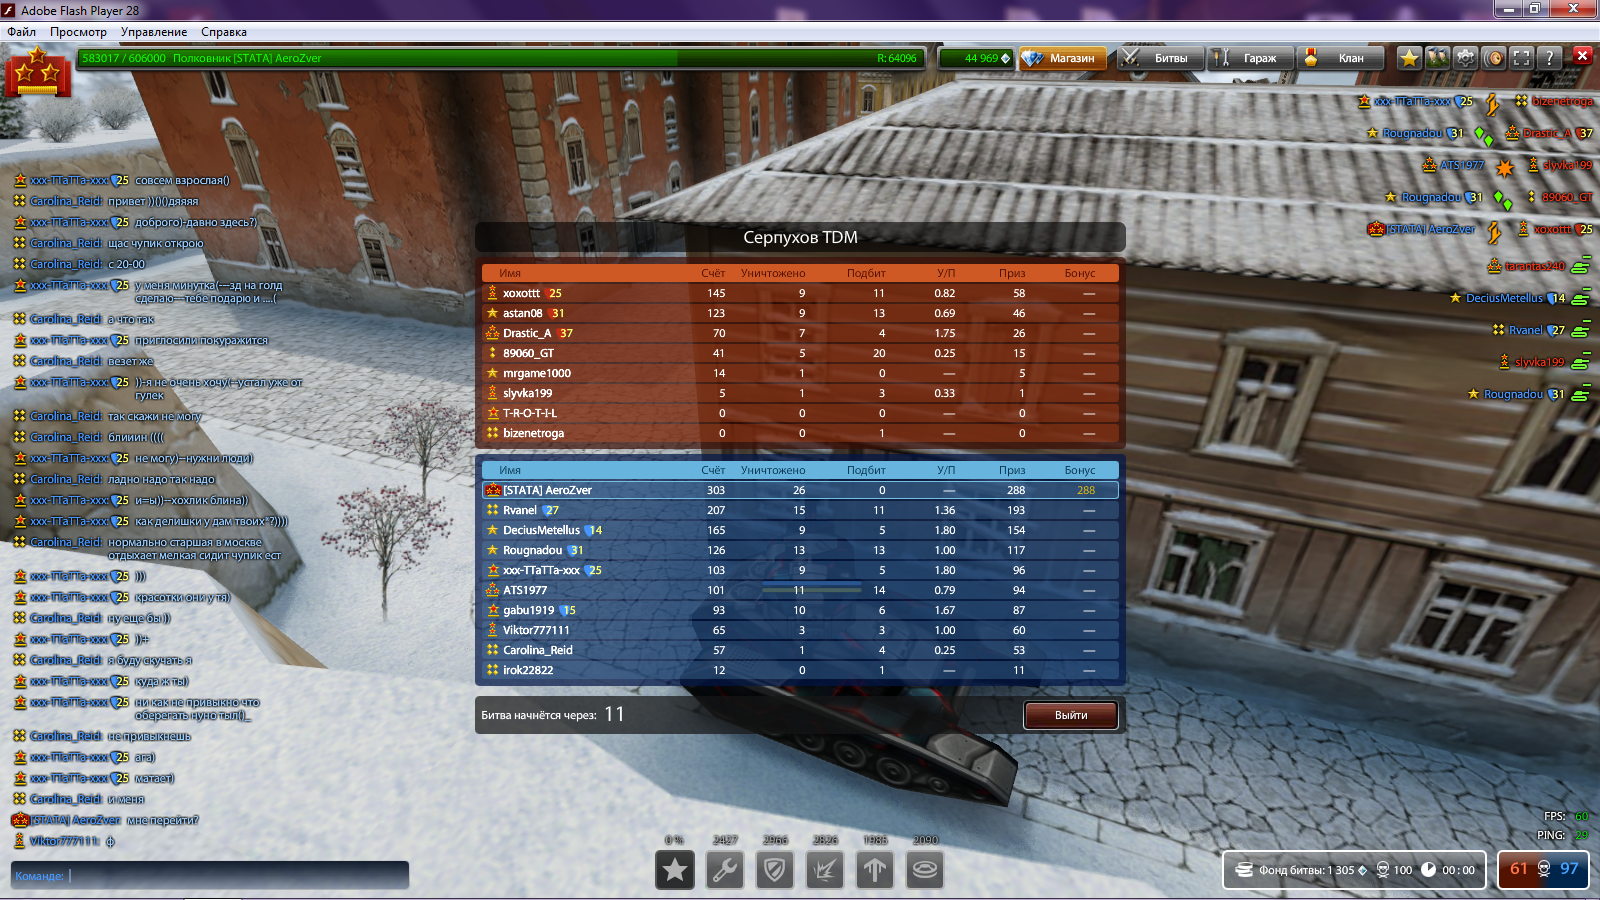 Adobe Flash Player 28
Файл Просмотр Управление Справка
583017 / 606000 Полковник [STATA] AeroZver R: 64096
44 969 Магазин Битвы Гараж Клан ?
xxx-TTaTTa-xxx 25 bizenetroga
Rougnadou 31 Drastic_A 37
ATS1977 slyvka199
Rougnadou 31 89060_GT
[STATA] AeroZver xoxottt 25
tarantas240
DeciusMetellus 14
Rvanel 27
slyvka199
Rougnadou 31
xxx-TTaTTa-xxx: 25 совсем взрослая()
Carolina_Reid: привет ))()()дяяяя
xxx-TTaTTa-xxx: 25 доброго)-давно здесь?)
Carolina_Reid: щас чупик открою
Carolina_Reid: с 20-00
xxx-TTaTTa-xxx: 25 у меня минутка(---зд на голд
сделаю---тебе подарю и ....(
Carolina_Reid: а что так
xxx-TTaTTa-xxx: 25 приглосили покуражится
Carolina_Reid: везет же
xxx-TTaTTa-xxx: 25 ))-я не очень хочу(--устал уже от
гулек
Carolina_Reid: так скажи не могу
Carolina_Reid: блииин ((((
xxx-TTaTTa-xxx: 25 не могу)--нужни люди)
Carolina_Reid: ладно надо так надо
xxx-TTaTTa-xxx: 25 и=ы))--хохлик блина))
xxx-TTaTTa-xxx: 25 как делишки у дам твоих*?))))
Carolina_Reid: нормально старшая в москве
отдыхает мелкая сидит чупик ест
xxx-TTaTTa-xxx: 25 )))
xxx-TTaTTa-xxx: 25 красотки они у тя)
Carolina_Reid: ну еще бы ))
xxx-TTaTTa-xxx: 25 ))+
Carolina_Reid: я буду скучать я
xxx-TTaTTa-xxx: 25 куда ж ты)
xxx-TTaTTa-xxx: 25 ни как не привыкно что
оберегать нуно тыл()_
Carolina_Reid: не привыкнешь
xxx-TTaTTa-xxx: 25 ага)
xxx-TTaTTa-xxx: 25 матает)
Carolina_Reid: и меня
[STATA] AeroZver: мне перейти?
Viktor777111: ф
Команде:
Серпухов TDM
Имя Счёт Уничтожено Подбит У/П Приз Бонус
xoxottt 25 145 9 11 0.82 58 —
astan08 31 123 9 13 0.69 46 —
Drastic_A 37 70 7 4 1.75 26 —
89060_GT 41 5 20 0.25 15 —
mrgame1000 14 1 0 — 5 —
slyvka199 5 1 3 0.33 1 —
T-R-O-T-I-L 0 0 0 — 0 —
bizenetroga 0 0 1 — 0 —
Имя Счёт Уничтожено Подбит У/П Приз Бонус
[STATA] AeroZver 303 26 0 — 288 288
Rvanel 27 207 15 11 1.36 193 —
DeciusMetellus 14 165 9 5 1.80 154 —
Rougnadou 31 126 13 13 1.00 117 —
xxx-TTaTTa-xxx 25 103 9 5 1.80 96 —
ATS1977 101 11 14 0.79 94 —
gabu1919 15 93 10 6 1.67 87 —
Viktor777111 65 3 3 1.00 60 —
Carolina_Reid 57 1 4 0.25 53 —
irok22822 12 0 1 — 11 —
Битва начнётся через: 11 Выйти
0 % 2427 2966 2826 1985 2090
FPS: 60
PING: 29
Фонд битвы: 1 305 100 00 : 00
61 97